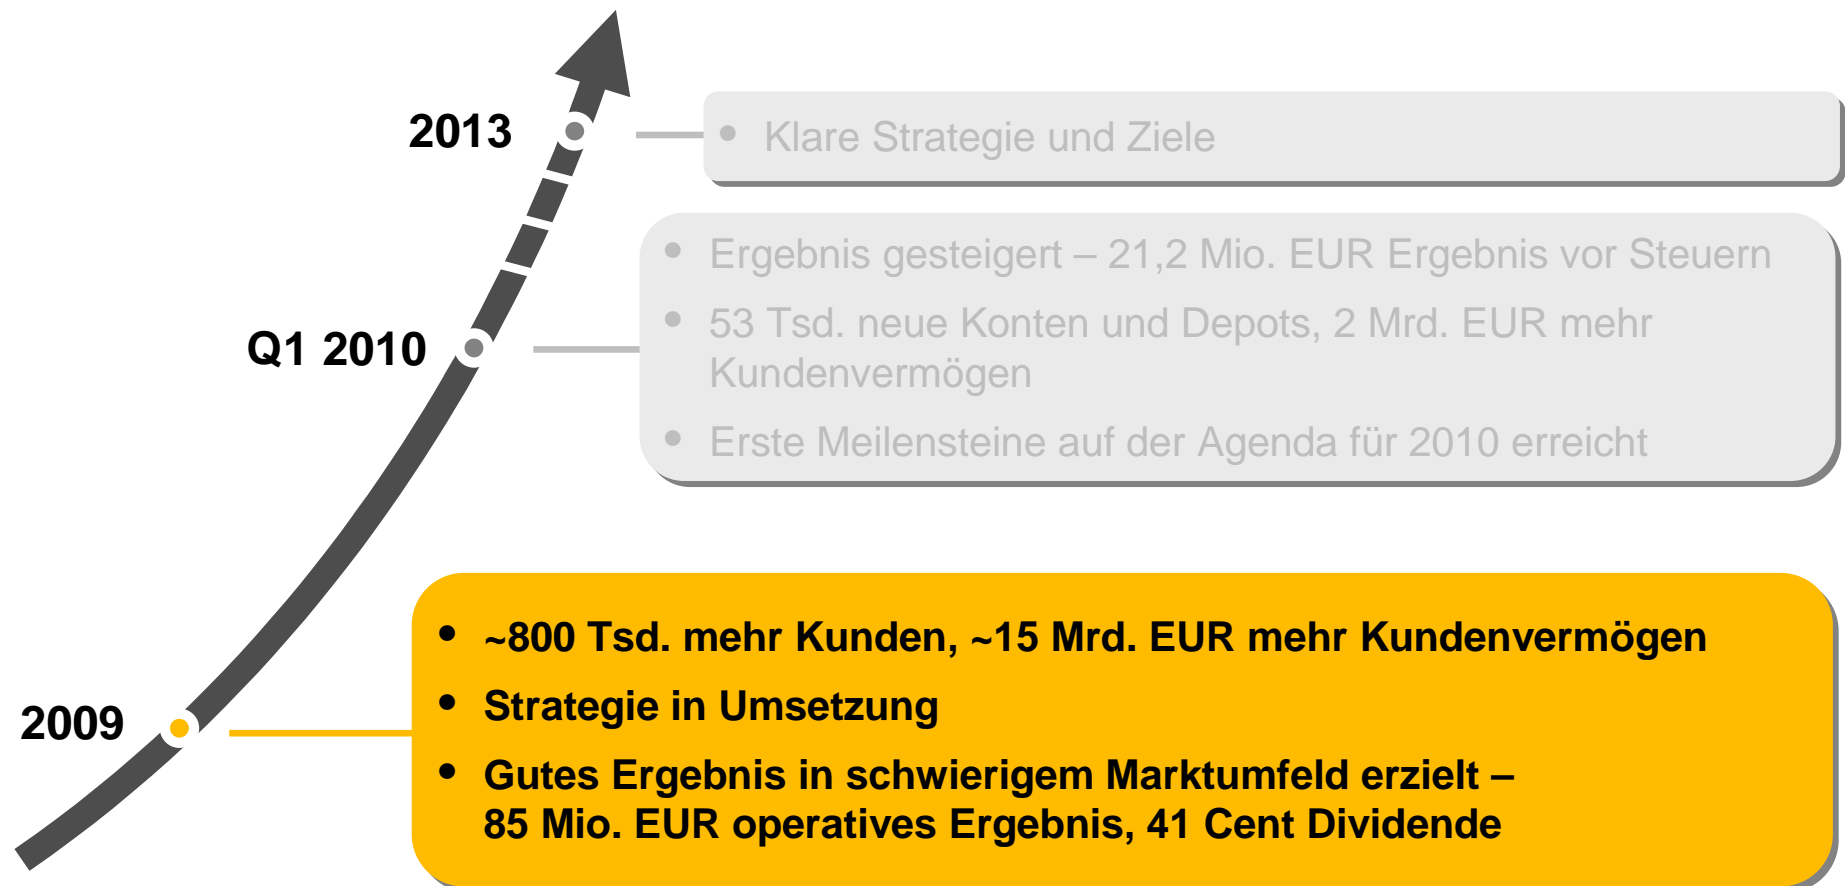 2013
• Klare Strategie und Ziele
Q1 2010
• Ergebnis gesteigert – 21,2 Mio. EUR Ergebnis vor Steuern
• 53 Tsd. neue Konten und Depots, 2 Mrd. EUR mehr
Kundenvermögen
• Erste Meilensteine auf der Agenda für 2010 erreicht
2009
• ~800 Tsd. mehr Kunden, ~15 Mrd. EUR mehr Kundenvermögen
• Strategie in Umsetzung
• Gutes Ergebnis in schwierigem Marktumfeld erzielt –
85 Mio. EUR operatives Ergebnis, 41 Cent Dividende